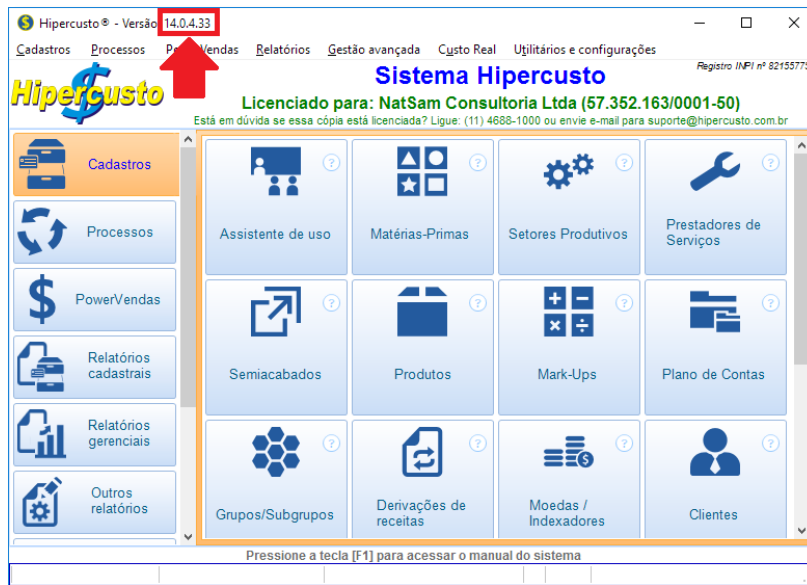 Hipercusto® - Versão 14.0.4.33
Cadastros Processos Vendas Relatórios Gestão avançada Custo Real Utilitários e configurações
Hipercusto
Sistema Hipercusto
Registro INPI nº 82155773
Licenciado para: NatSam Consultoria Ltda (57.352.163/0001-50)
Está em dúvida se essa cópia está licenciada? Ligue: (11) 4688-1000 ou envie e-mail para suporte@hipercusto.com.br
Cadastros
Processos
PowerVendas
Relatórios
cadastrais
Relatórios
gerenciais
Outros
relatórios
Assistente de uso
Matérias-Primas
Setores Produtivos
Prestadores de
Serviços
Semiacabados
Produtos
Mark-Ups
Plano de Contas
Grupos/Subgrupos
Derivações de
receitas
Moedas /
Indexadores
Clientes
Pressione a tecla [F1] para acessar o manual do sistema